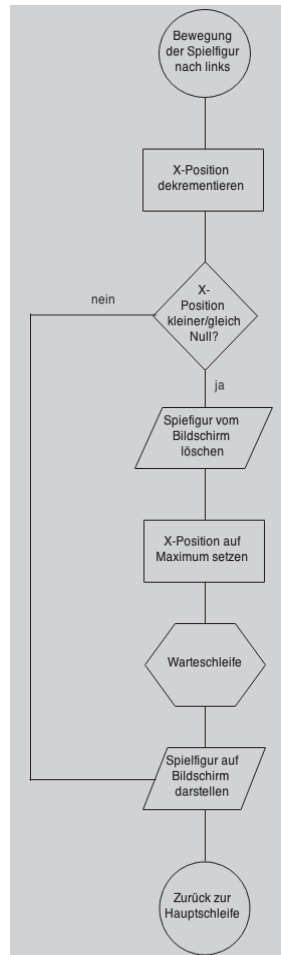 Bewegung
der Spielfigur
nach links
X-Position
dekrementieren
X-
Position
kleiner/gleich
Null?
nein
ja
Spiefigur vom
Bildschirm
löschen
X-Position auf
Maximum setzen
Warteschleife
Spielfigur auf
Bildschirm
darstellen
Zurück zur
Hauptschleife